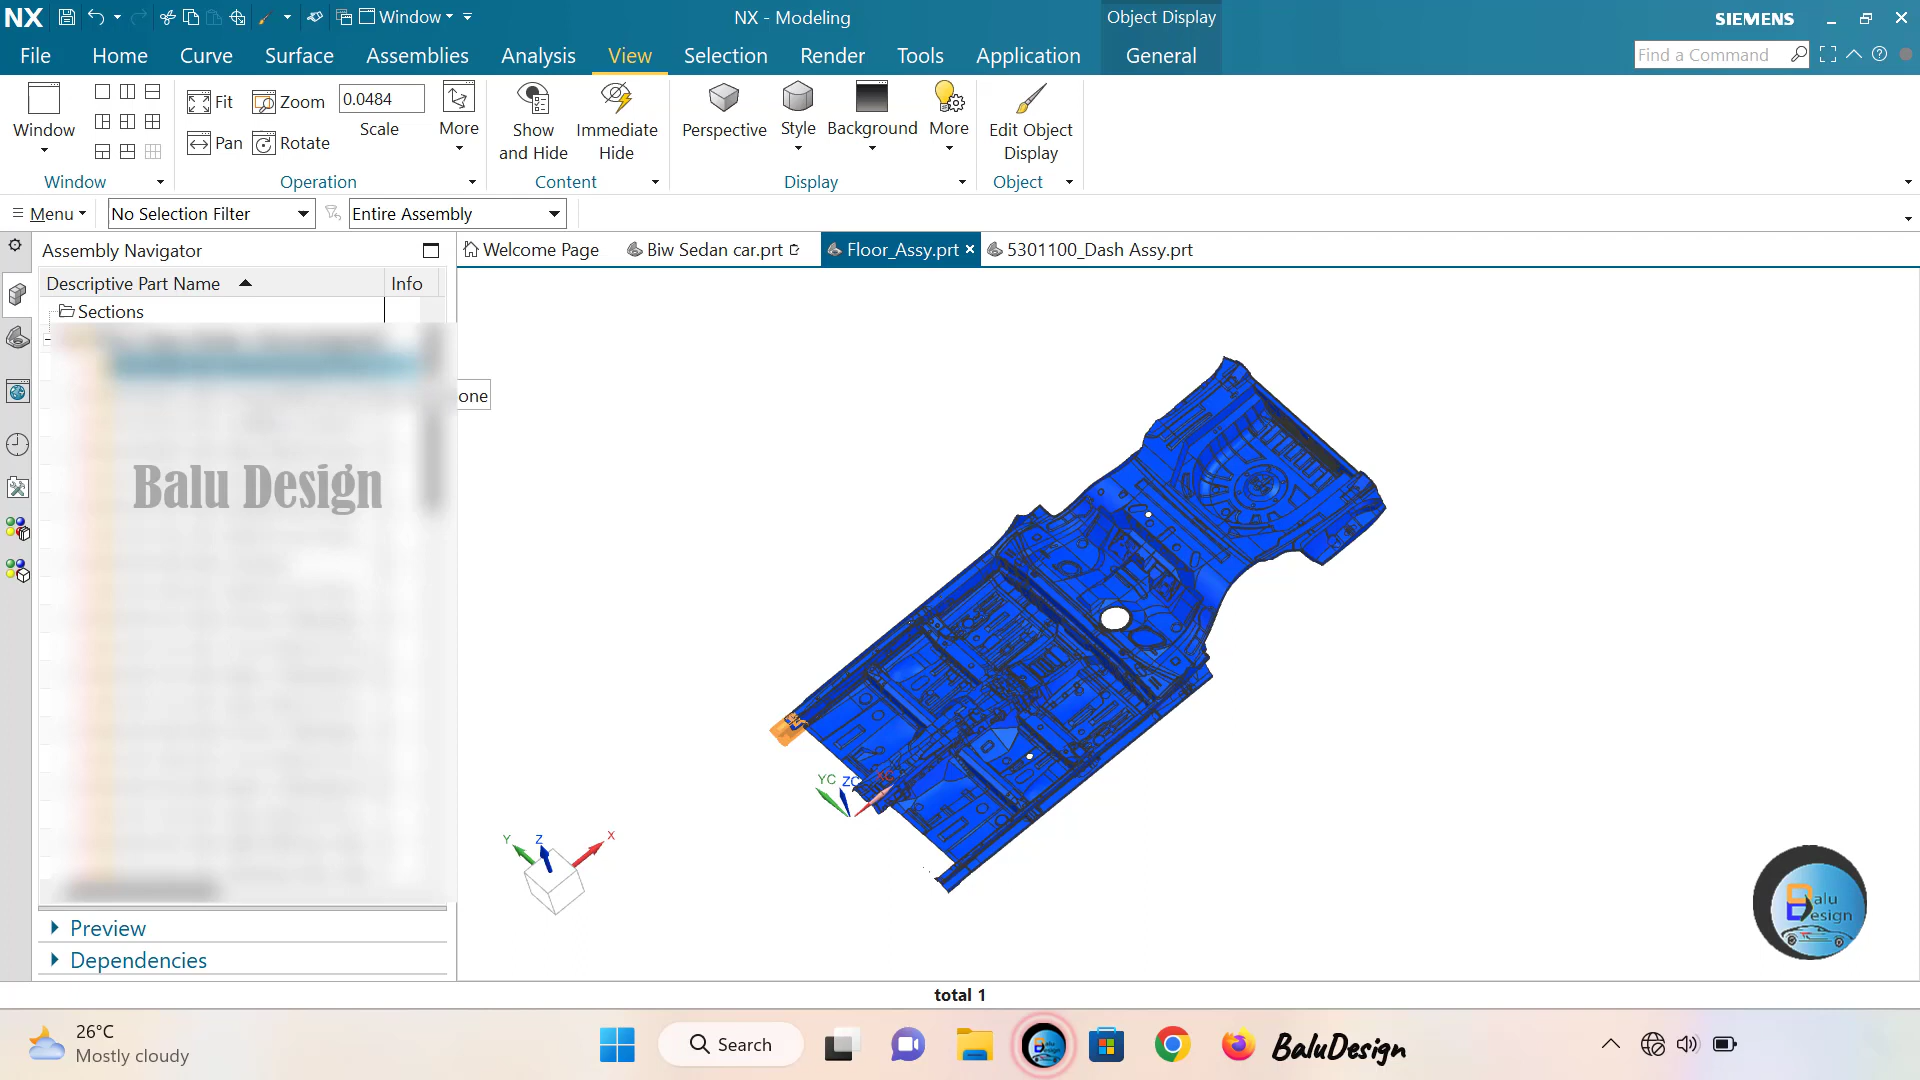 NX
Window
NX - Modeling
Object Display
SIEMENS
File
Home
Curve
Surface
Assemblies
Analysis
View
Selection
Render
Tools
Application
General
Find a Command
Window
Fit
Zoom
0.0484
Scale
Pan
Rotate
More
Show
and Hide
Immediate
Hide
Perspective
Style
Background
More
Edit Object
Display
Window
Operation
Content
Display
Object
Menu
No Selection Filter
Entire Assembly
Assembly Navigator
Welcome Page
Biw Sedan car.prt
Floor_Assy.prt
5301100_Dash Assy.prt
Descriptive Part Name
Info
Sections
one
Balu Design
YC
ZC
XC
Y
Z
X
Balu
Design
Preview
Dependencies
total 1
26°C
Mostly cloudy
Search
BaluDesign